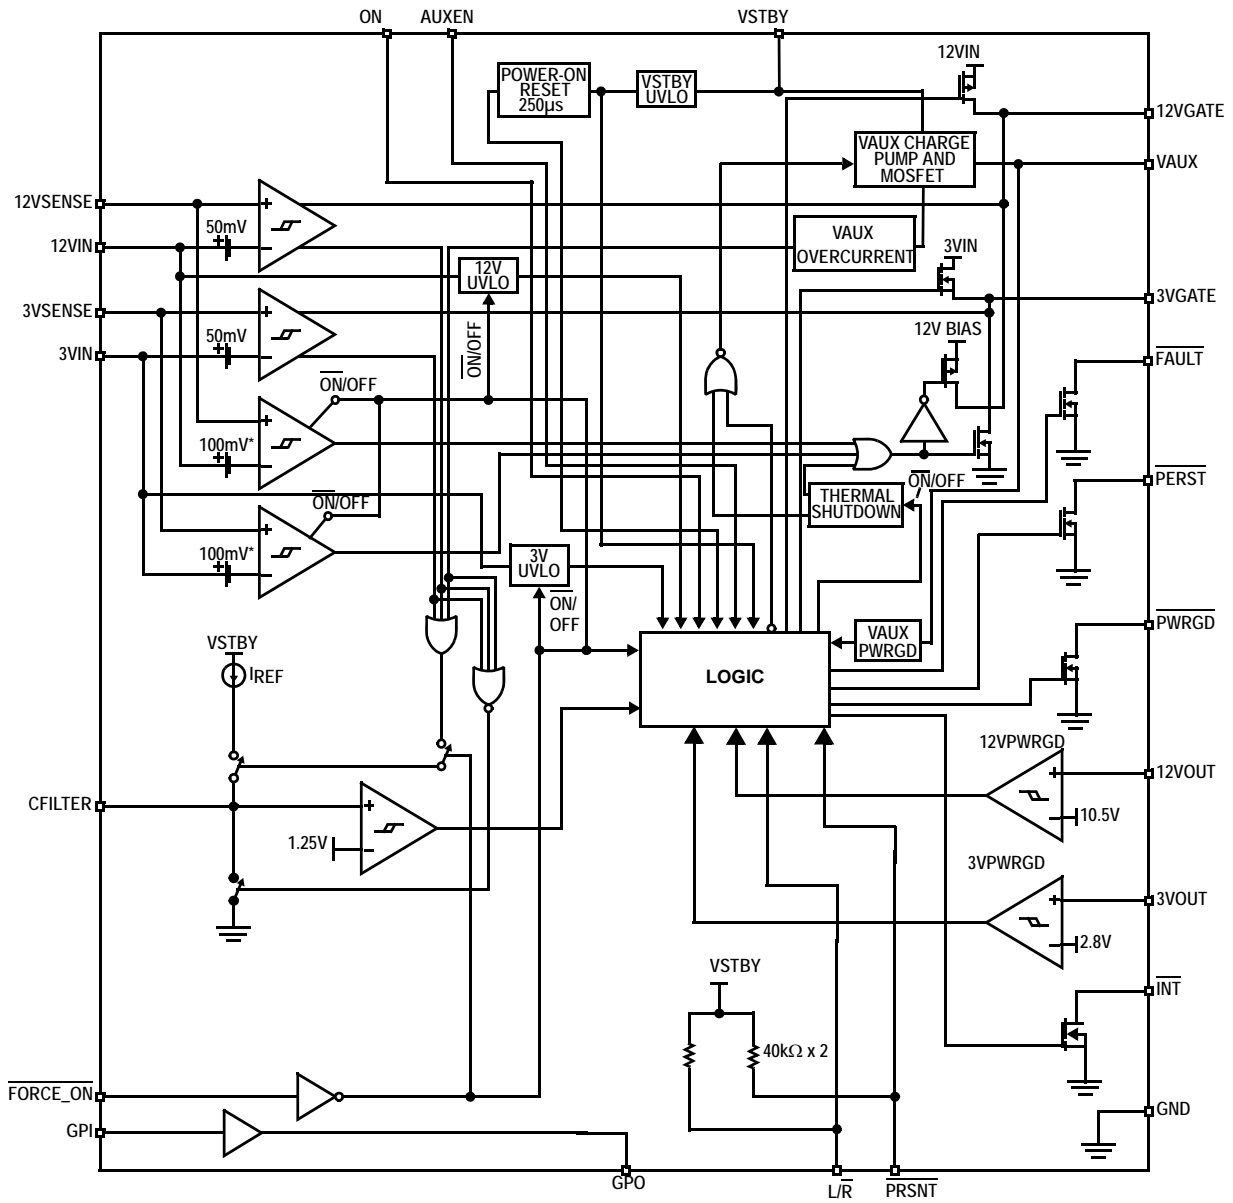 ON
AUXEN
VSTBY
12VIN
POWER-ON
RESET
250µs
VSTBY
UVLO
12VGATE
VAUX CHARGE
PUMP AND
MOSFET
VAUX
12VSENSE
50mV
12VIN
VAUX
OVERCURRENT
3VIN
12V
UVLO
3VSENSE
3VGATE
50mV
3VIN
ON/OFF
12V BIAS
FAULT
ON/OFF
100mV*
ON/OFF
THERMAL
SHUTDOWN
ON/OFF
PERST
100mV*
3V
UVLO
ON/
OFF
VSTBY
IREF
LOGIC
VAUX
PWRGD
PWRGD
12VPWRGD
12VOUT
10.5V
CFILTER
1.25V
3VPWRGD
3VOUT
2.8V
VSTBY
INT
40kΩ x 2
FORCE_ON
GPI
GND
GPO
L/R
PRSNT
+
−
+
−
+
−
+
−
+
−
+
−
+
−
+
+
+
+